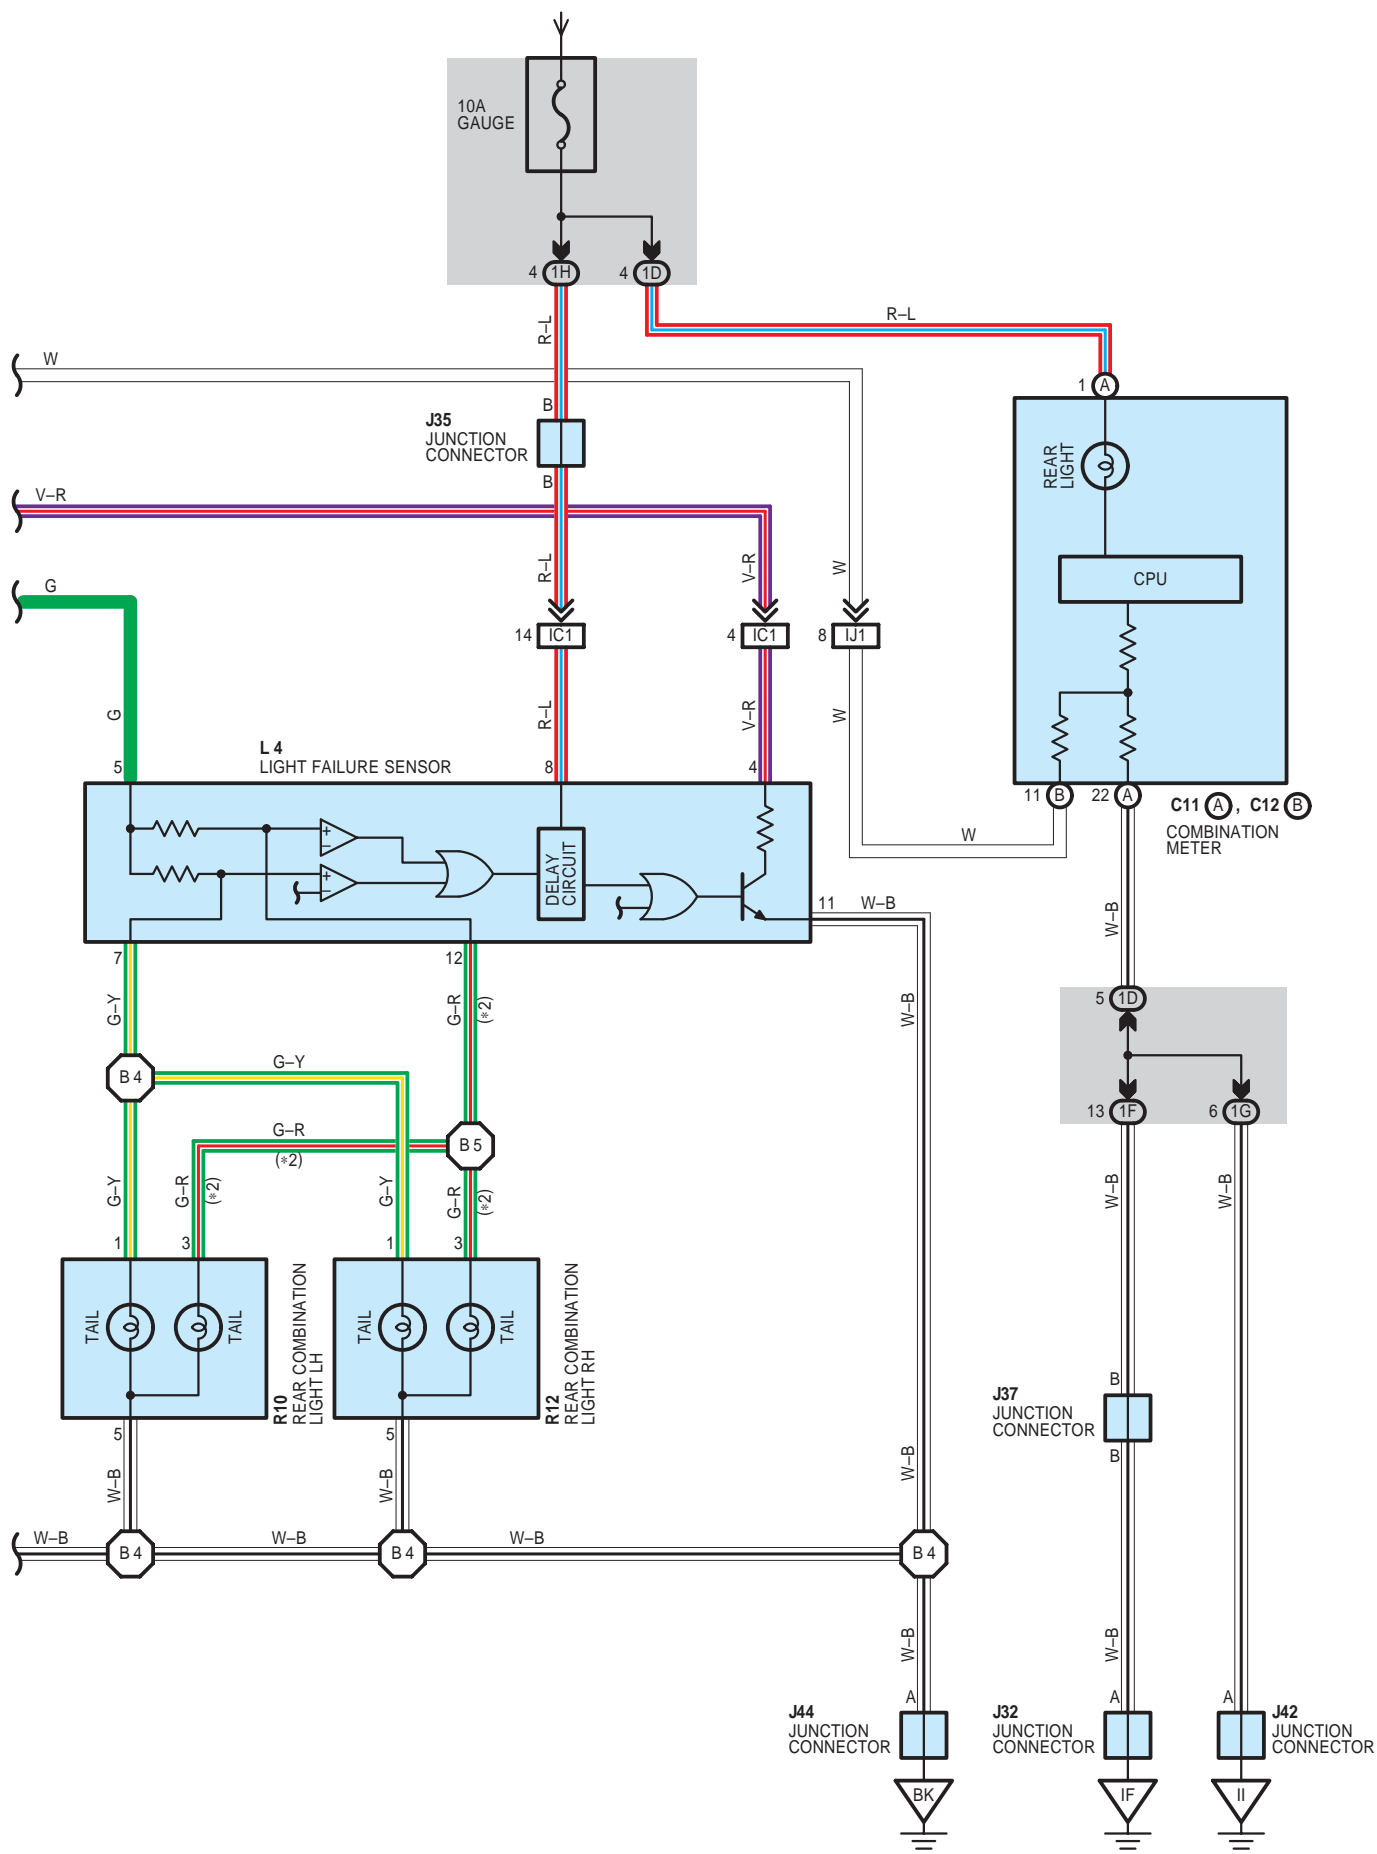 10A
GAUGE
4 1H
4 1D
R–L
R–L
W
1 A
B
J35
JUNCTION
CONNECTOR
B
REAR
LIGHT
V–R
CPU
R–L
V–R
W
G
14 IC1
4 IC1
8 IJ1
G
R–L
V–R
W
L 4
LIGHT FAILURE SENSOR
5
8
4
11 B
22 A
C11 A , C12 B
COMBINATION
METER
W
+
−
+
−
DELAY
CIRCUIT
11 W–B
W–B
7
12
G–Y
G–R
(*2)
W–B
5 1D
B 4
G–Y
13 1F
6 1G
G–R
(*2)
B 5
G–Y
G–R
(*2)
G–Y
G–R
(*2)
W–B
W–B
1
3
1
3
TAIL
TAIL
TAIL
TAIL
R10
REAR COMBINATION
LIGHT LH
R12
REAR COMBINATION
LIGHT RH
5
5
B
J37
JUNCTION
CONNECTOR
B
W–B
W–B
W–B
W–B
B 4
W–B
B 4
W–B
B 4
W–B
W–B
A
J44
JUNCTION
CONNECTOR
A
J32
JUNCTION
CONNECTOR
A
J42
JUNCTION
CONNECTOR
BK
IF
II